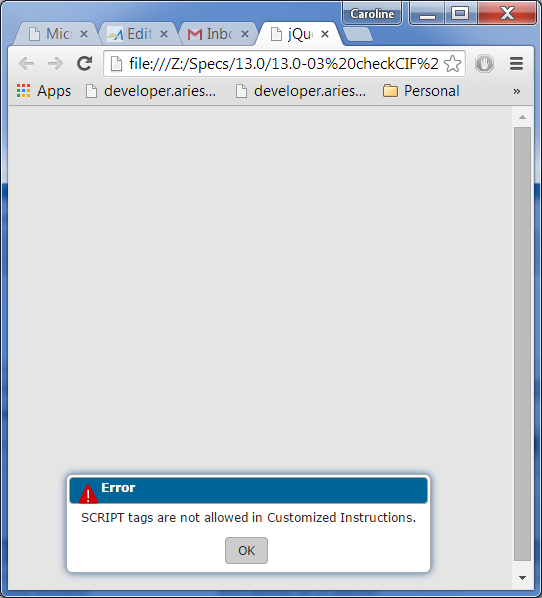 Caroline
Mic Edit Inb jQu
file:///Z:/Specs/13.0/13.0-03%20checkCIF%2
Apps developer.aries... developer.aries... Personal »
Error
SCRIPT tags are not allowed in Customized Instructions.
OK